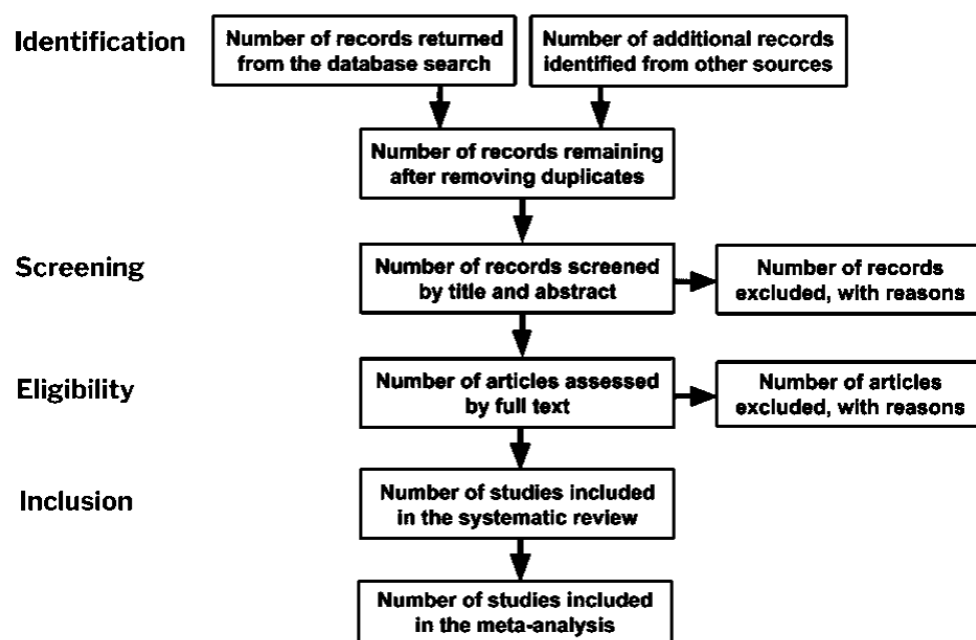 Identification
Number of records returned
from the database search
Number of additional records
identified from other sources
Number of records remaining
after removing duplicates
Screening
Number of records screened
by title and abstract
Number of records
excluded, with reasons
Eligibility
Number of articles assessed
by full text
Number of articles
excluded, with reasons
Inclusion
Number of studies included
in the systematic review
Number of studies included
in the meta-analysis